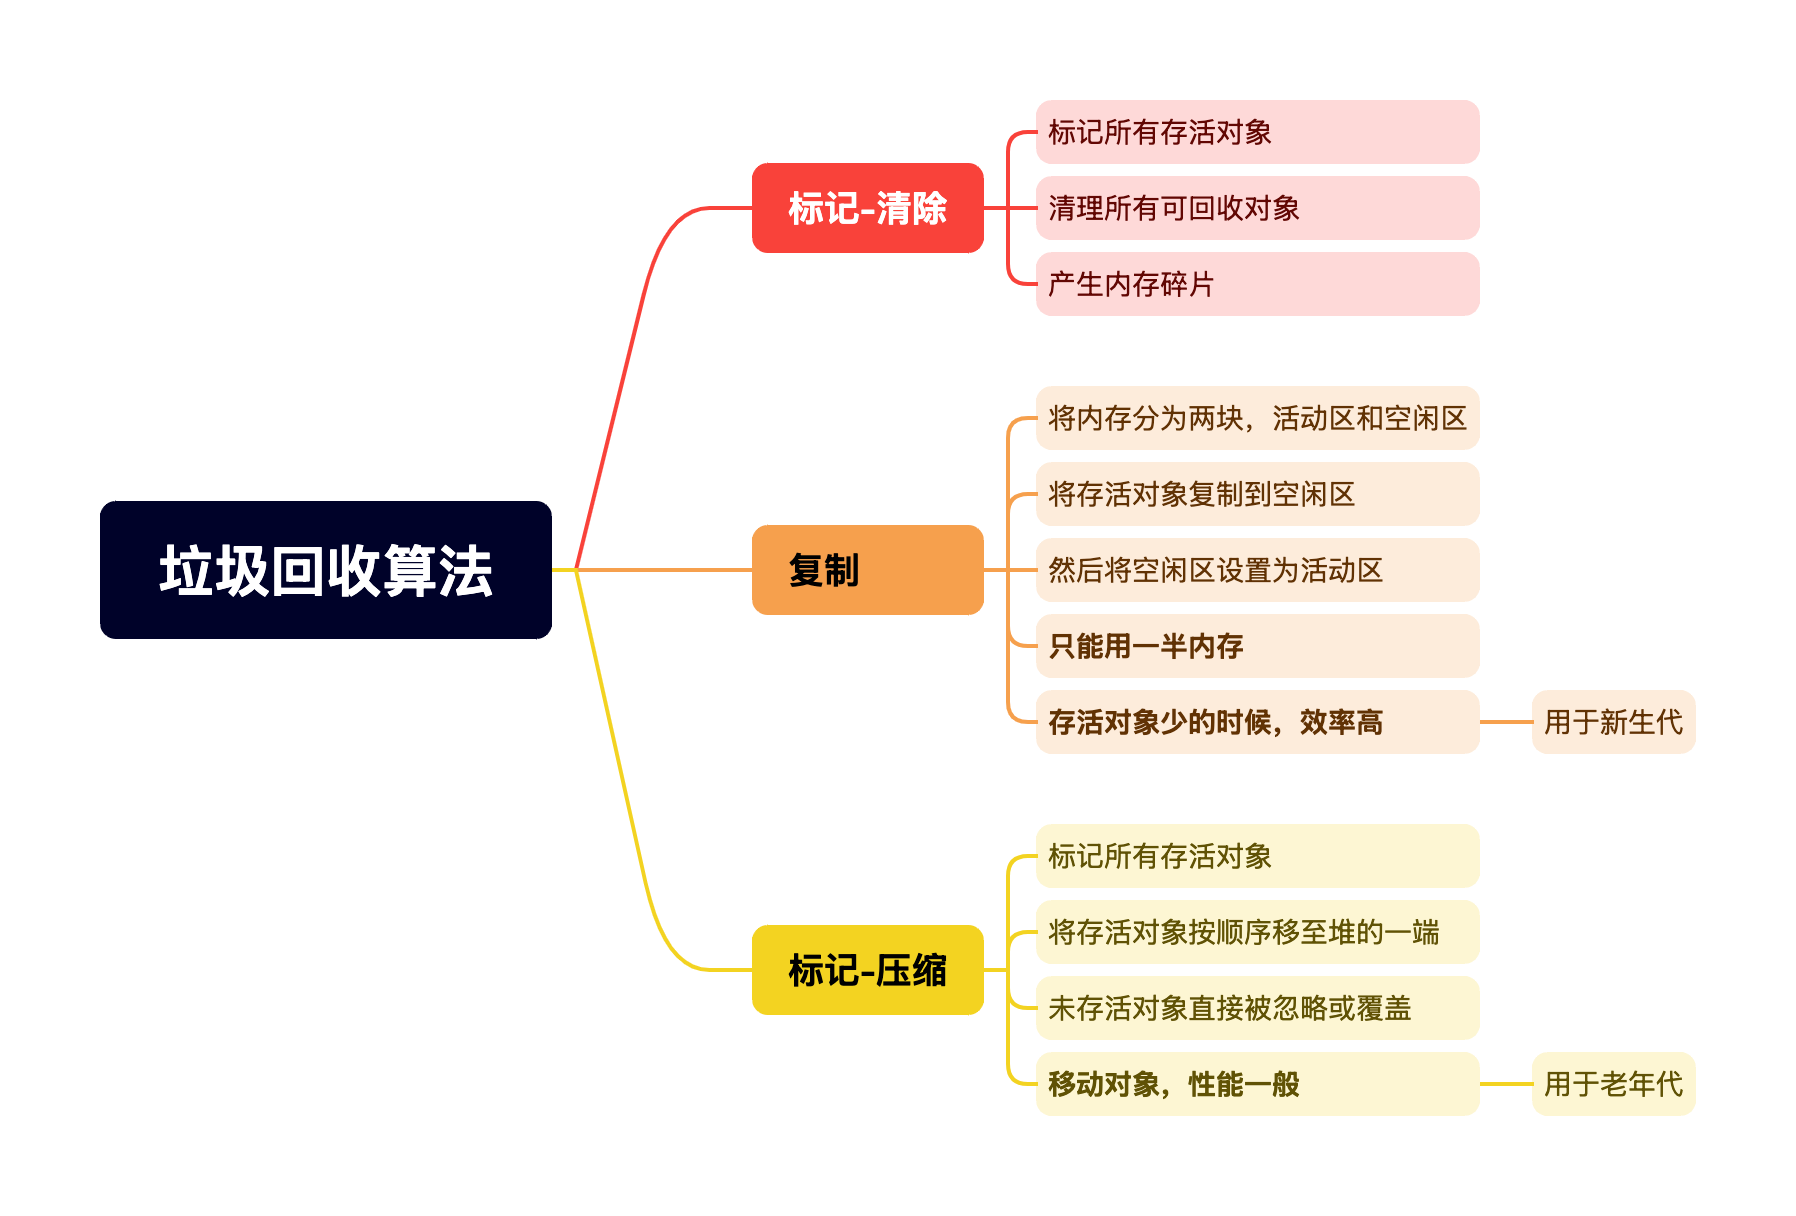 垃圾回收算法
标记-清除
标记所有存活对象
清理所有可回收对象
产生内存碎片
复制
将内存分为两块，活动区和空闲区
将存活对象复制到空闲区
然后将空闲区设置为活动区
只能用一半内存
存活对象少的时候，效率高
用于新生代
标记-压缩
标记所有存活对象
将存活对象按顺序移至堆的一端
未存活对象直接被忽略或覆盖
移动对象，性能一般
用于老年代